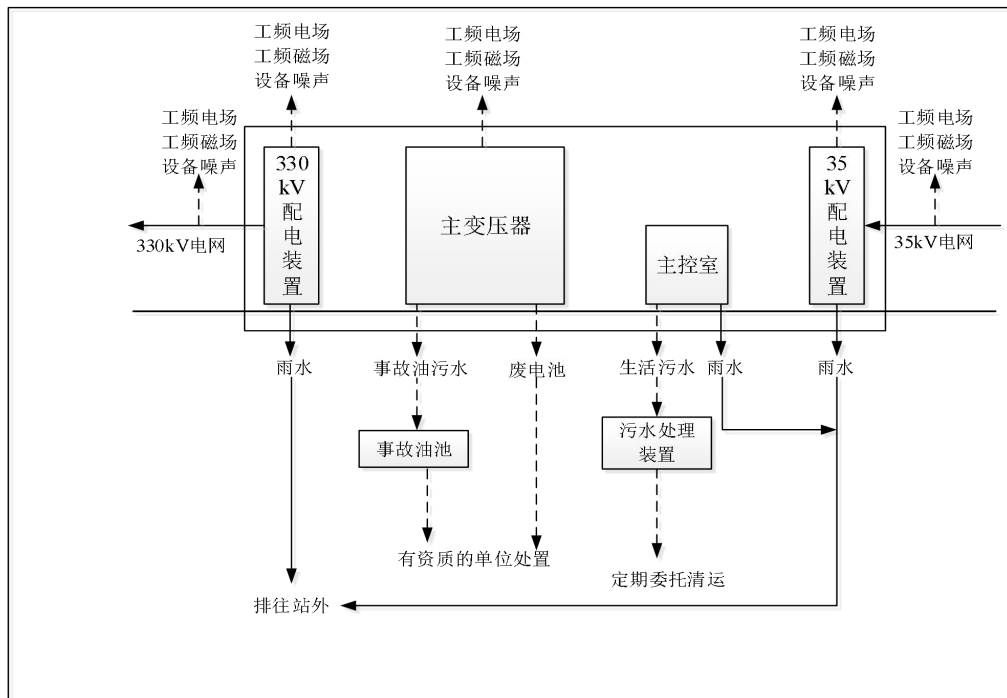 工频电场
工频磁场
设备噪声
工频电场
工频磁场
设备噪声
工频电场
工频磁场
设备噪声
工频电场
工频磁场
设备噪声
工频电场
工频磁场
设备噪声
330
kV
配
电
装
置
主变压器
主控室
35
kV
配
电
装
置
330kV电网
35kV电网
雨水
事故油污水
废电池
生活污水
雨水
雨水
事故油池
污水处理
装置
有资质的单位处置
定期委托清运
排往站外